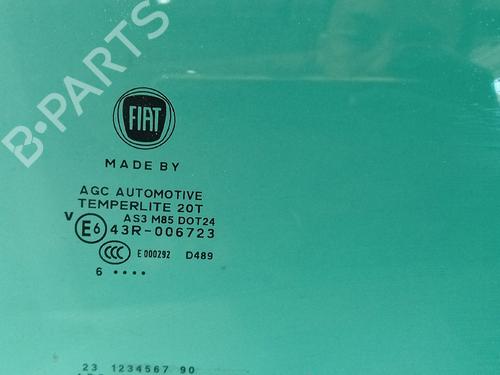 B-PARTS
FIAT
MADE BY
AGC AUTOMOTIVE
TEMPERLITE 20T
AS3 M85 DOT24
V E6 43R-006723
CCC E 000292 D489
6 ••••
23 1234567 90